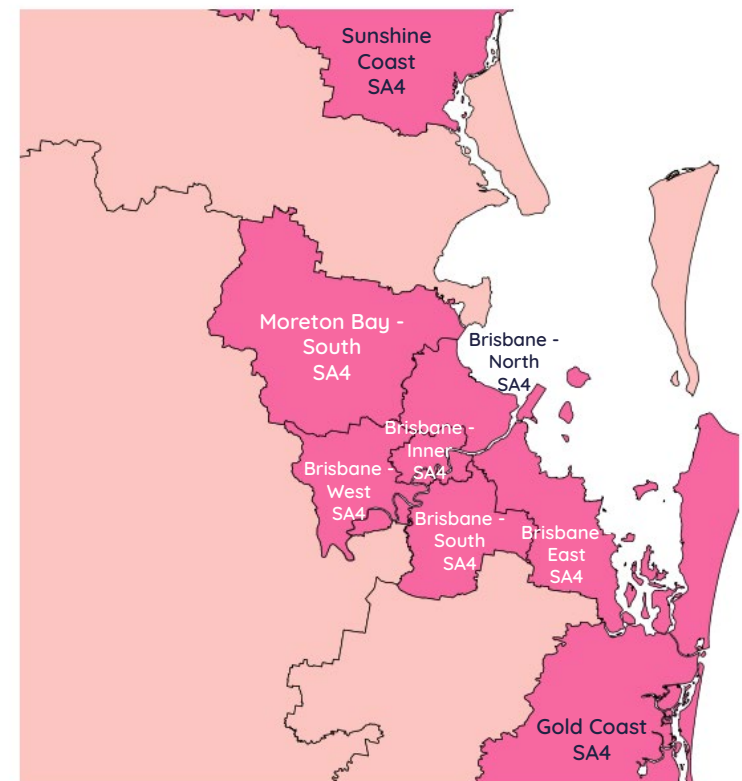 Sunshine
Coast
SA4
Moreton Bay -
South
SA4
Brisbane -
North
SA4
Brisbane -
Inner
SA4
Brisbane -
West
SA4
Brisbane -
South
SA4
Brisbane -
East
SA4
Gold Coast
SA4